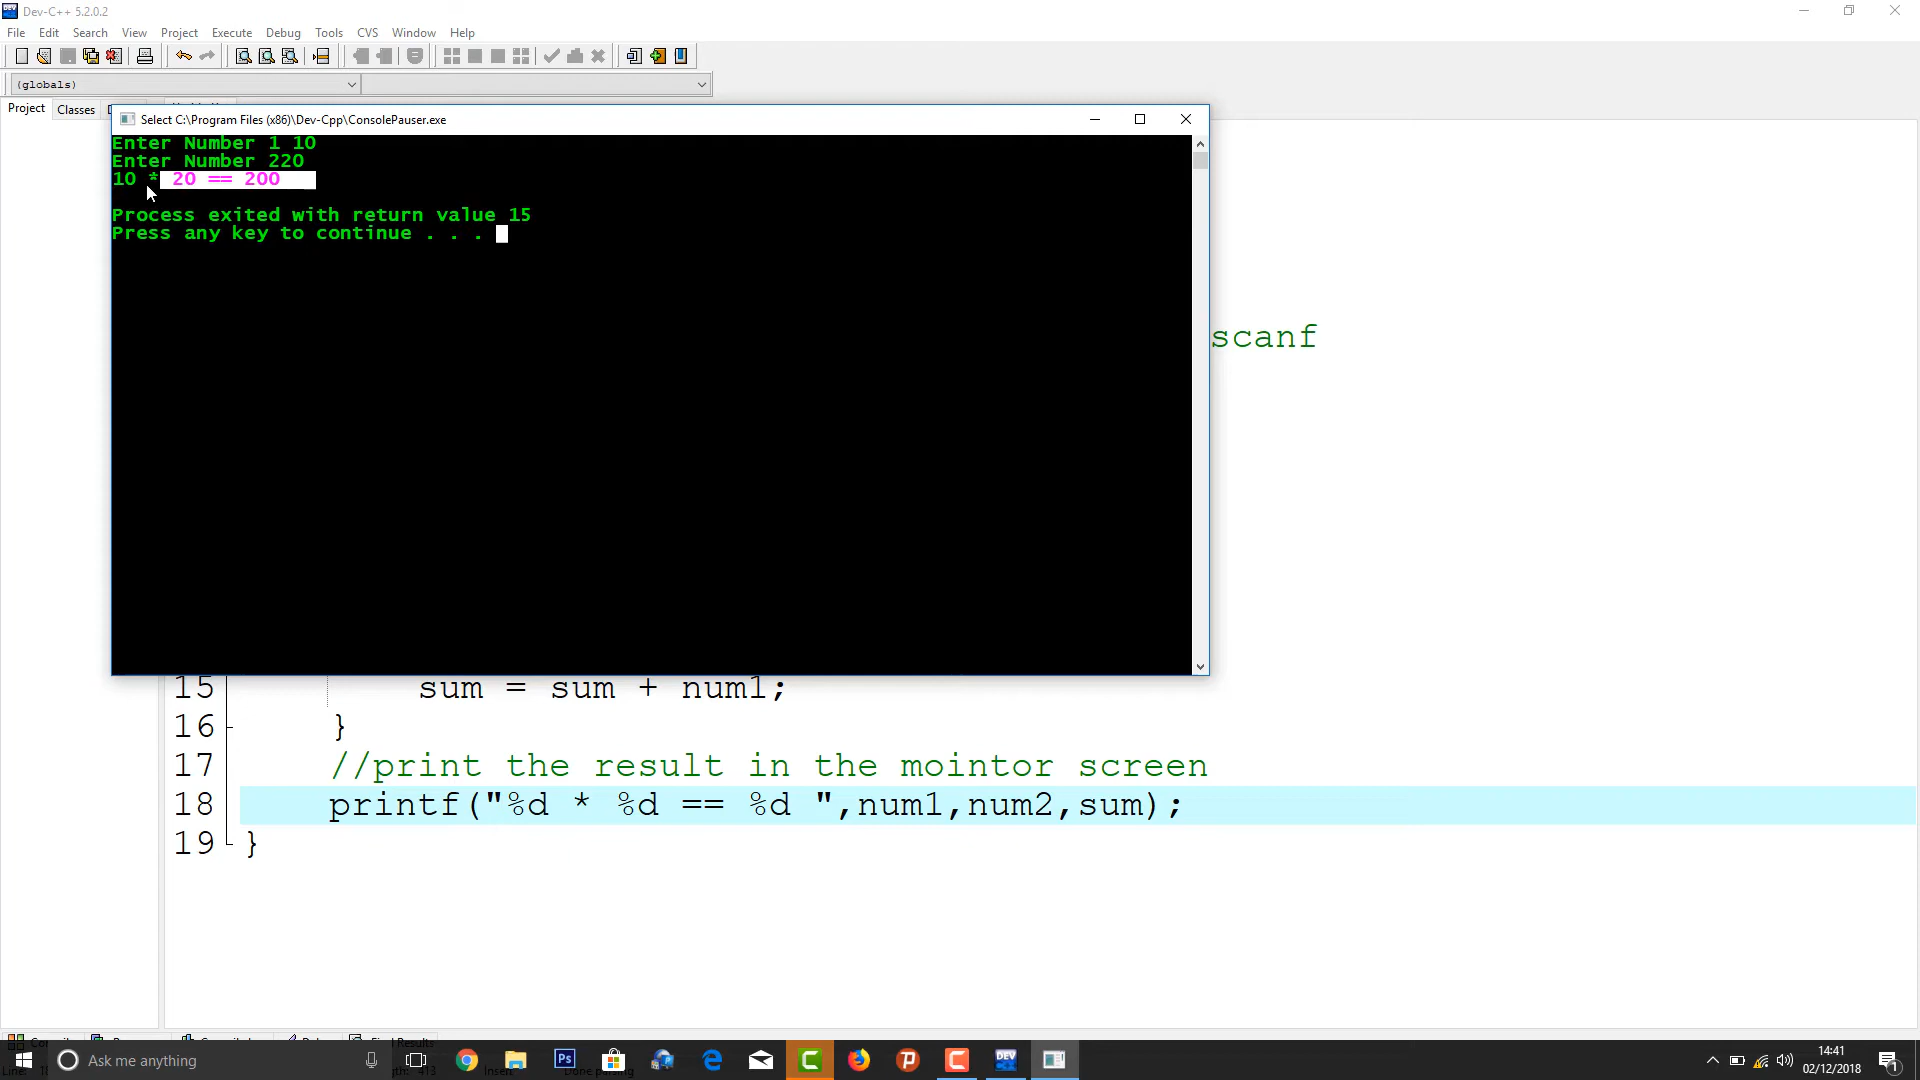 Dev-C++ 5.2.0.2
File Edit Search View Project Execute Debug Tools CVS Window Help
(globals)
Project Classes
Select C:\Program Files (x86)\Dev-Cpp\ConsolePauser.exe
Enter Number 1 10
Enter Number 220
10 * 20 == 200
Process exited with return value 15
Press any key to continue . . .
scanf
15 sum = sum + num1;
16 }
17 //print the result in the mointor screen
18 printf("%d * %d == %d ",num1,num2,sum);
19 }
Ask me anything
14:41
02/12/2018